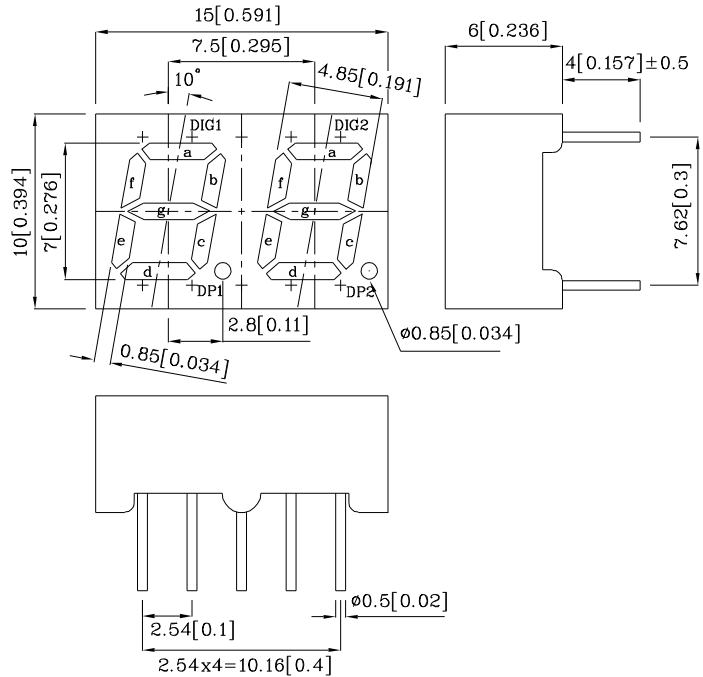 15[0.591]
7.5[0.295]
6[0.236]
4[0.157]±0.5
10°
4.85[0.191]
DIG1
DIG2
a
a
f
b
f
b
10[0.394]
7[0.276]
g
g
7.62[0.3]
e
c
e
c
d
d
DP1
DP2
2.8[0.11]
ø0.85[0.034]
0.85[0.034]
ø0.5[0.02]
2.54[0.1]
2.54x4=10.16[0.4]